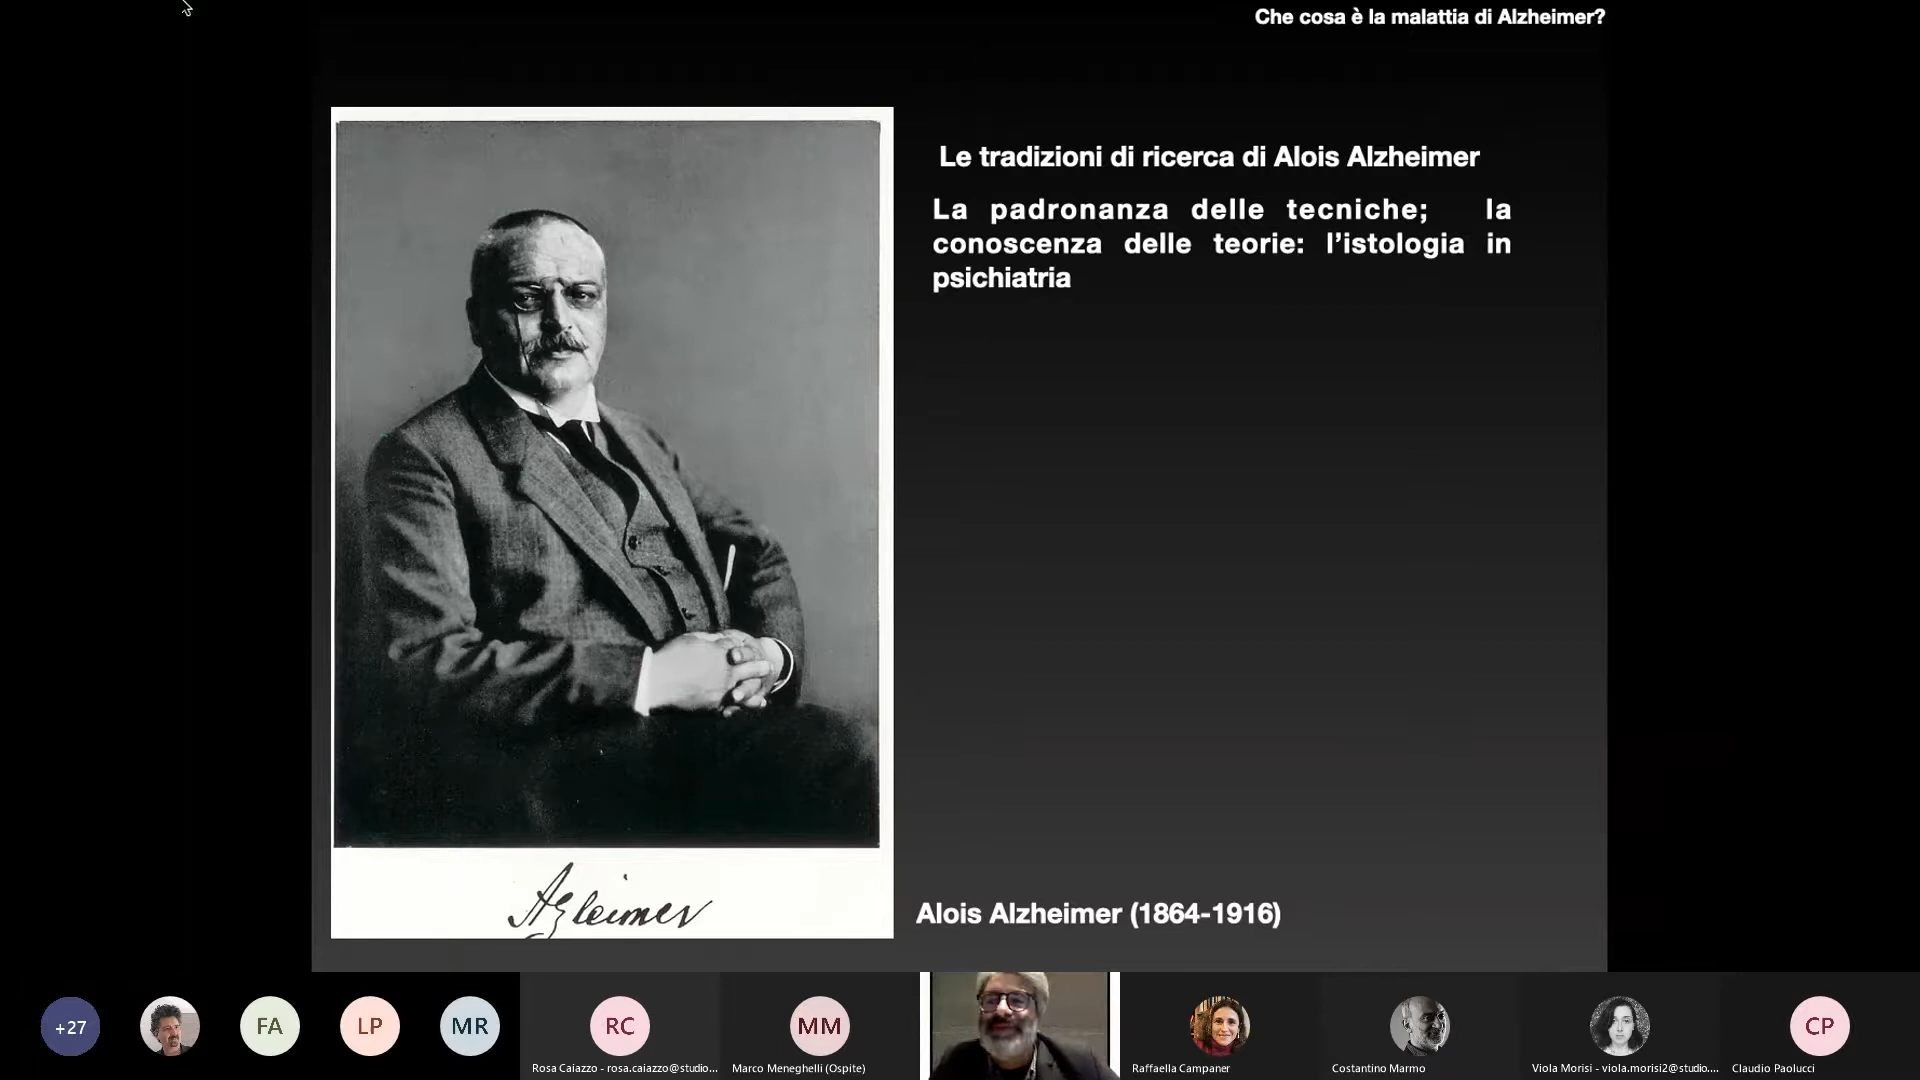 Che cosa è la malattia di Alzheimer?
Le tradizioni di ricerca di Alois Alzheimer
La padronanza delle tecniche; la
conoscenza delle teorie: l’istologia in
psichiatria
Alzheimer
Alois Alzheimer (1864-1916)
+27
FA
LP
MR
RC
MM
CP
Rosa Caiazzo - rosa.caiazzo@studio...
Marco Meneghelli (Ospite)
Raffaella Campaner
Costantino Marmo
Viola Morisi - viola.morisi2@studio....
Claudio Paolucci